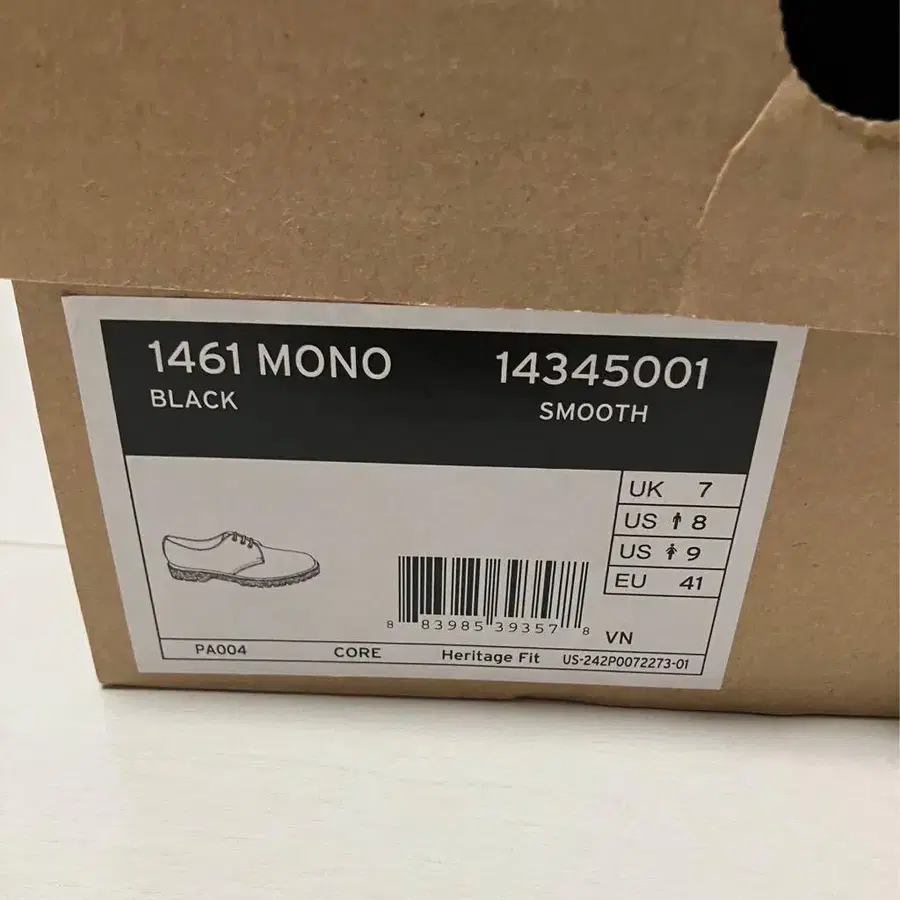 1461 MONO 14345001
BLACK SMOOTH
UK 7
US 8
US 9
EU 41
8 83985 39357 8
VN
PA004 CORE Heritage Fit US-242P0072273-01